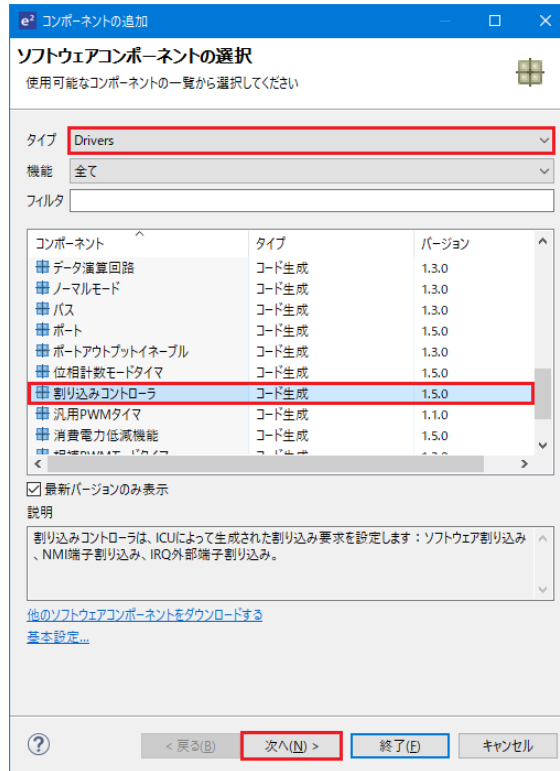 e² コンポーネントの追加
ソフトウェアコンポーネントの選択
使用可能なコンポーネントの一覧から選択してください
タイプ Drivers
機能 全て
フィルタ
コンポーネント タイプ バージョン
データ演算回路 コード生成 1.3.0
ノーマルモード コード生成 1.3.0
バス コード生成 1.3.0
ポート コード生成 1.5.0
ポートアウトプットイネーブル コード生成 1.3.0
位相計数モードタイマ コード生成 1.5.0
割り込みコントローラ コード生成 1.5.0
汎用PWMタイマ コード生成 1.1.0
消費電力低減機能 コード生成 1.5.0
最新バージョンのみ表示
説明
割り込みコントローラは、ICUによって生成された割り込み要求を設定します：ソフトウェア割り込み
、NMI端子割り込み、IRQ外部端子割り込み。
他のソフトウェアコンポーネントをダウンロードする
基本設定...
? < 戻る(B) 次へ(N) > 終了(F) キャンセル